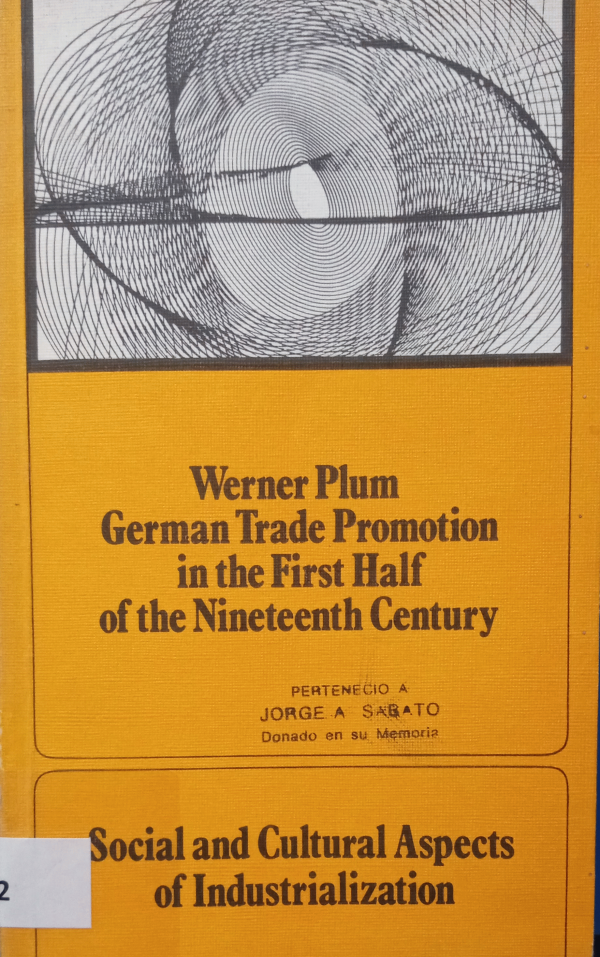 Werner Plum
German Trade Promotion
in the First Half
of the Nineteenth Century
PERTENECIO A
JORGE A SABATO
Donado en su Memoria
Social and Cultural Aspects
of Industrialization
2